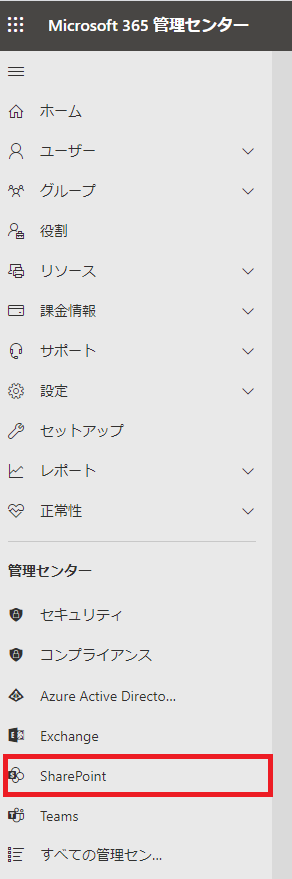 Microsoft 365 管理センター
ホーム
ユーザー
グループ
役割
リソース
課金情報
サポート
設定
セットアップ
レポート
正常性
管理センター
セキュリティ
コンプライアンス
Azure Active Directo...
Exchange
SharePoint
Teams
すべての管理セン...